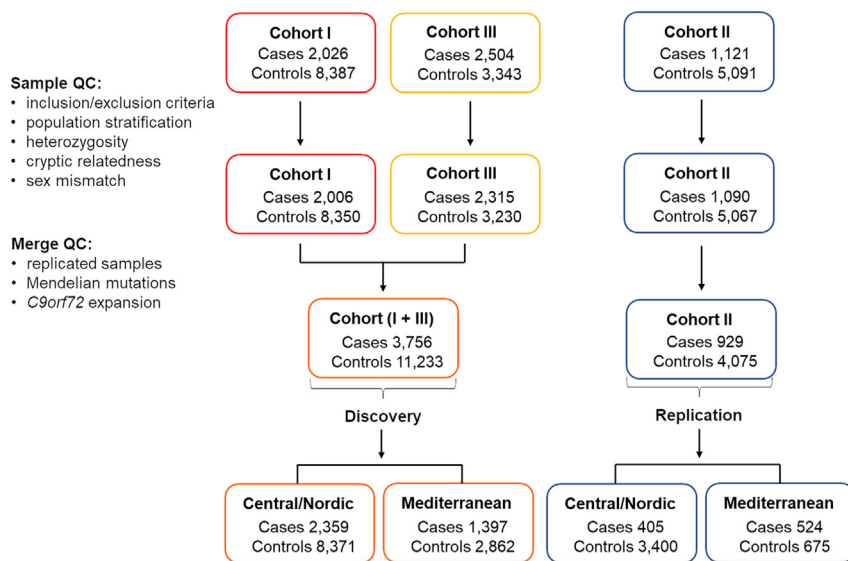 Cohort I
Cases 2,026
Controls 8,387
Cohort III
Cases 2,504
Controls 3,343
Cohort II
Cases 1,121
Controls 5,091
Sample QC:
• inclusion/exclusion criteria
• population stratification
• heterozygosity
• cryptic relatedness
• sex mismatch
Cohort I
Cases 2,006
Controls 8,350
Cohort III
Cases 2,315
Controls 3,230
Cohort II
Cases 1,090
Controls 5,067
Merge QC:
• replicated samples
• Mendelian mutations
• C9orf72 expansion
Cohort (I + III)
Cases 3,756
Controls 11,233
Cohort II
Cases 929
Controls 4,075
Discovery
Replication
Central/Nordic
Cases 2,359
Controls 8,371
Mediterranean
Cases 1,397
Controls 2,862
Central/Nordic
Cases 405
Controls 3,400
Mediterranean
Cases 524
Controls 675